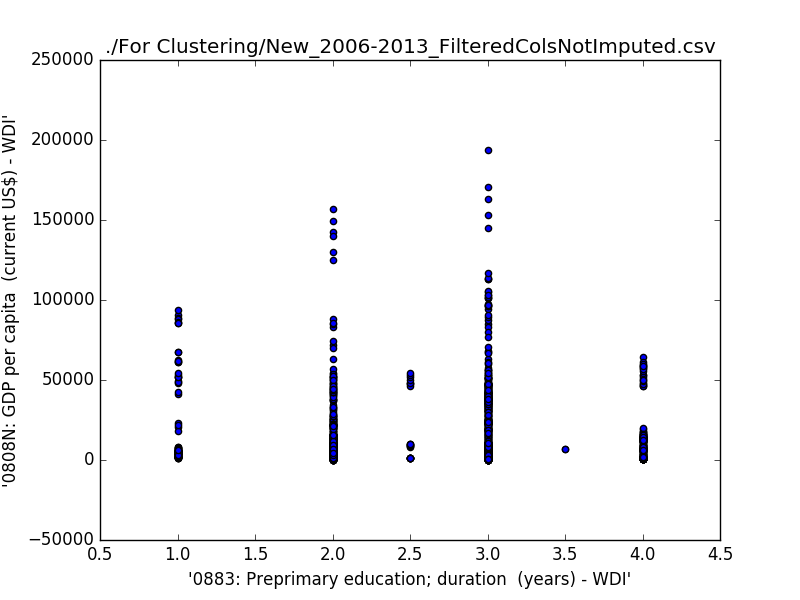 ./For Clustering/New_2006-2013_FilteredColsNotImputed.csv
250000
200000
150000
100000
50000
0
−50000
'0808N: GDP per capita  (current US$) - WDI'
0.5 1.0 1.5 2.0 2.5 3.0 3.5 4.0 4.5
'0883: Preprimary education; duration  (years) - WDI'